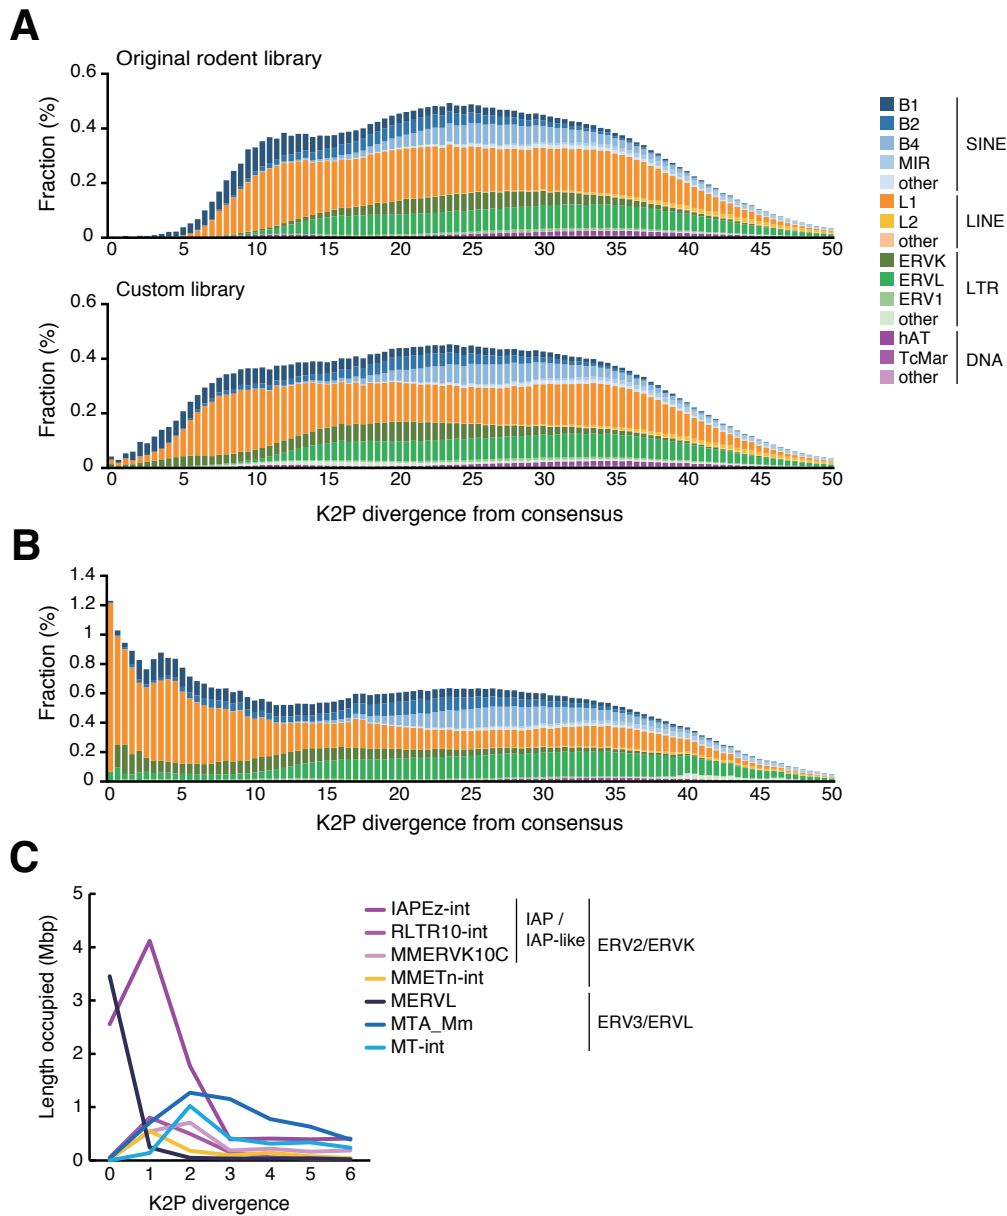 A
Original rodent library
0.6
0.4
0.2
0
Fraction (%)
0 5 10 15 20 25 30 35 40 45 50
Custom library
0.6
0.4
0.2
0
Fraction (%)
0 5 10 15 20 25 30 35 40 45 50
K2P divergence from consensus
B1
B2
B4
MIR
other
SINE
L1
L2
other
LINE
ERVK
ERVL
ERV1
other
LTR
hAT
TcMar
other
DNA
B
1.4
1.2
1
0.8
0.6
0.4
0.2
0
Fraction (%)
0 5 10 15 20 25 30 35 40 45 50
K2P divergence from consensus
C
5
4
3
2
1
0
Length occupied (Mbp)
0 1 2 3 4 5 6
K2P divergence
IAPEz-int
RLTR10-int
MMERVK10C
MMETn-int
MERVL
MTA_Mm
MT-int
IAP /
IAP-like
ERV2/ERVK
ERV3/ERVL